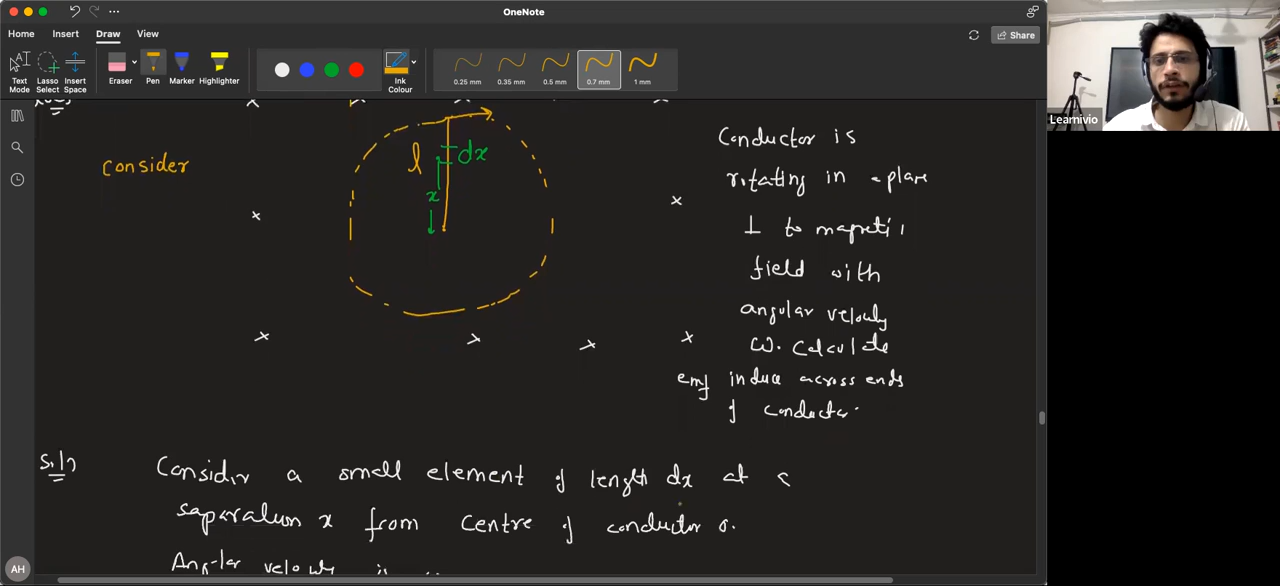 OneNote
Home Insert Draw View
Share
Text Mode
Lasso Select
Insert Space
Eraser
Pen
Marker
Highlighter
Ink Colour
0.25 mm
0.35 mm
0.5 mm
0.7 mm
1 mm
Learnivio
Consider
l
dx
x
Conductor is
rotating in a plane
⊥ to magnetic
field with
angular velocity
ω. Calculate
emf induce across ends
of conductor.
Soln
Consider a small element of length dx at a
separation x from centre of conductor o.
Angular velocity is
AH